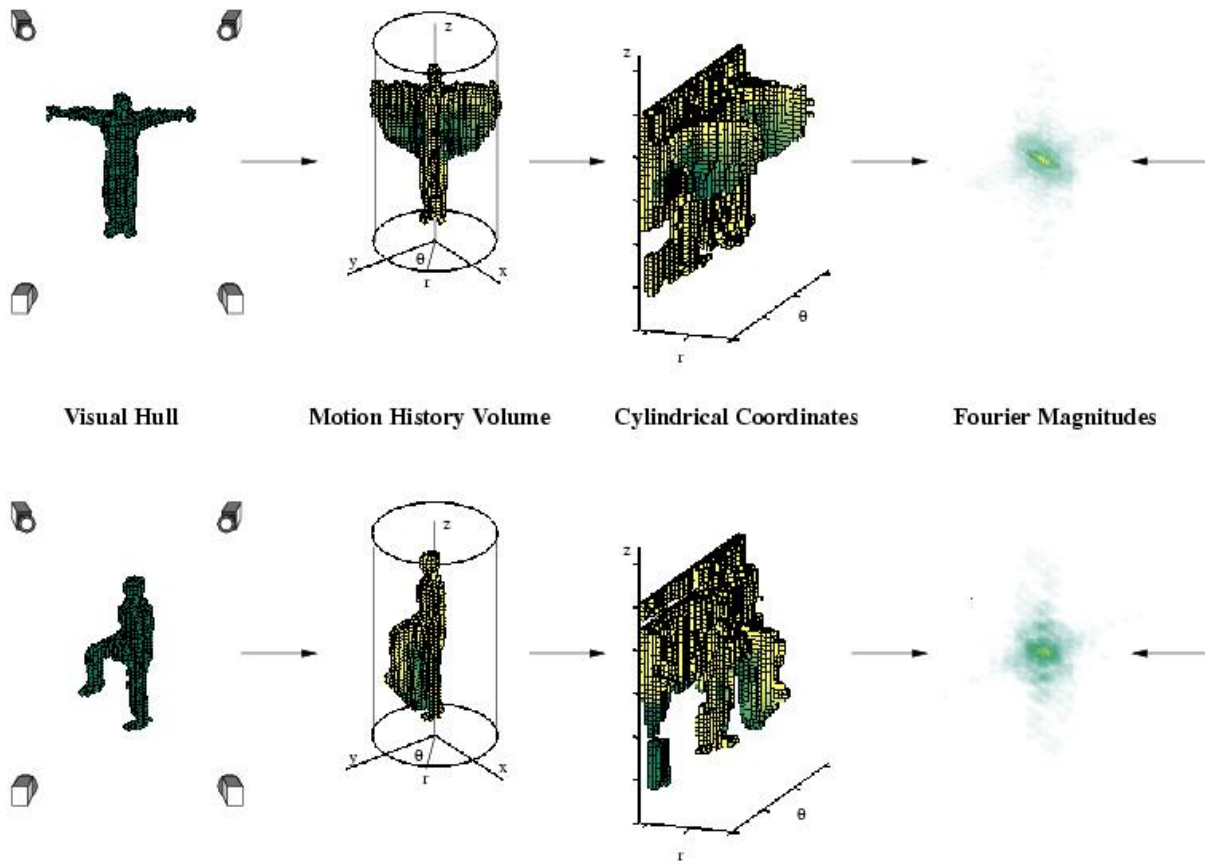 z
y
θ
x
r
z
θ
r
Visual Hull
Motion History Volume
Cylindrical Coordinates
Fourier Magnitudes
z
y
θ
x
r
z
θ
r